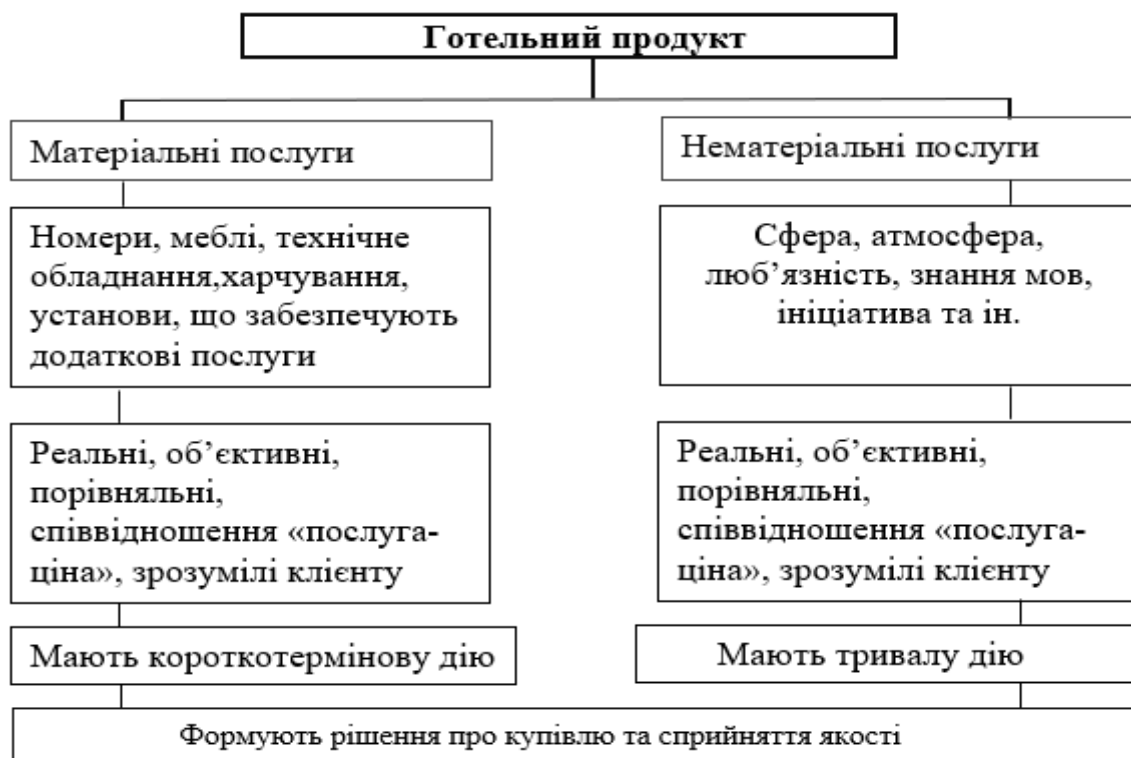 Готельний продукт
Матеріальні послуги
Нематеріальні послуги
Номери, меблі, технічне
обладнання,харчування,
установи, що забезпечують
додаткові послуги
Сфера, атмосфера,
люб’язність, знання мов,
ініціатива та ін.
Реальні, об’єктивні,
порівняльні,
співвідношення «послуга-
ціна», зрозумілі клієнту
Реальні, об’єктивні,
порівняльні,
співвідношення «послуга-
ціна», зрозумілі клієнту
Мають короткотермінову дію
Мають тривалу дію
Формують рішення про купівлю та сприйняття якості